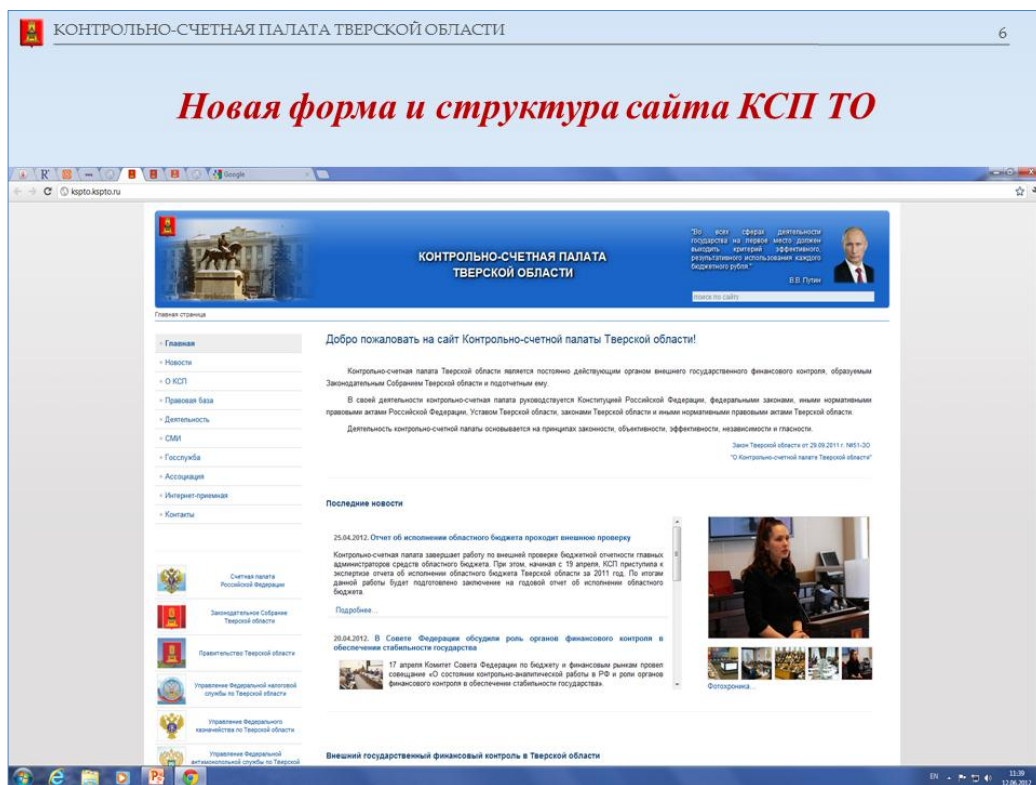 КОНТРОЛЬНО-СЧЕТНАЯ ПАЛАТА ТВЕРСКОЙ ОБЛАСТИ
6
Новая форма и структура сайта КСП ТО
Google
kspto.kspto.ru
КОНТРОЛЬНО-СЧЕТНАЯ ПАЛАТА
ТВЕРСКОЙ ОБЛАСТИ
"Во всех сферах деятельности
государства на первое место должен
выходить критерий эффективного,
результативного использования каждого
бюджетного рубля."
В.В. Путин
поиск по сайту
Главная страница
Главная
Новости
О КСП
Правовая база
Деятельность
СМИ
Госслужба
Ассоциация
Интернет-приемная
Контакты
Счетная палата
Российской Федерации
Законодательное Собрание
Тверской области
Правительство Тверской области
Управление Федеральной налоговой
службы по Тверской области
Управление Федерального
казначейства по Тверской области
Управление Федеральной
антимонопольной службы по Тверской
Добро пожаловать на сайт Контрольно-счетной палаты Тверской области!
Контрольно-счетная палата Тверской области является постоянно действующим органом внешнего государственного финансового контроля, образуемым
Законодательным Собранием Тверской области и подотчетным ему.
В своей деятельности контрольно-счетная палата руководствуется Конституцией Российской Федерации, федеральными законами, иными нормативными
правовыми актами Российской Федерации, Уставом Тверской области, законами Тверской области и иными нормативными правовыми актами Тверской области.
Деятельность контрольно-счетной палаты основывается на принципах законности, объективности, эффективности, независимости и гласности.
Закон Тверской области от 29.09.2011 г. №51-ЗО
"О Контрольно-счетной палате Тверской области"
Последние новости
25.04.2012. Отчет об исполнении областного бюджета проходит внешнюю проверку
Контрольно-счетная палата завершает работу по внешней проверке бюджетной отчетности главных
администраторов средств областного бюджета. При этом, начиная с 19 апреля, КСП приступила к
экспертизе отчета об исполнении областного бюджета Тверской области за 2011 год. По итогам
данной работы будет подготовлено заключение на годовой отчет об исполнении областного
бюджета.
Подробнее...
20.04.2012. В Совете Федерации обсудили роль органов финансового контроля в
обеспечении стабильности государства
17 апреля Комитет Совета Федерации по бюджету и финансовым рынкам провел
совещание «О состоянии контрольно-аналитической работы в РФ и роли органов
финансового контроля в обеспечении стабильности государства».
Фотохроника...
Внешний государственный финансовый контроль в Тверской области
EN
11:39
12.06.2012